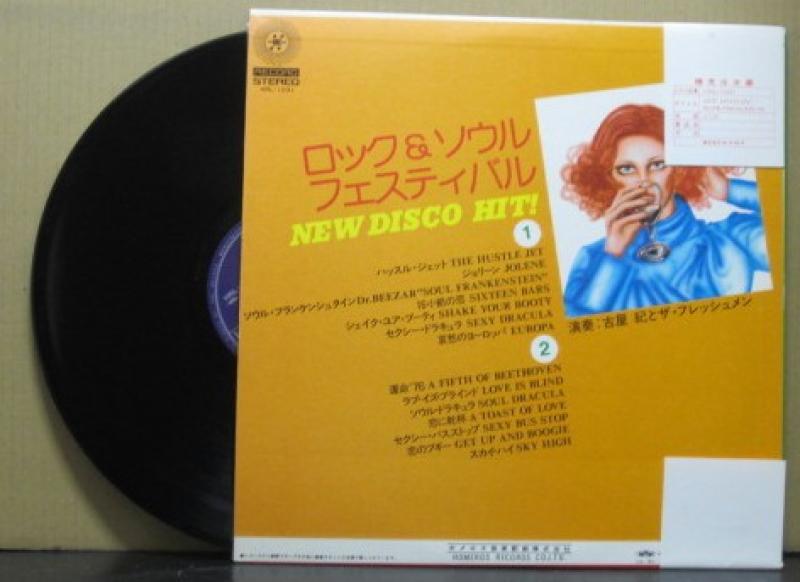 RECORD
STEREO
ロック&ソウル
フェスティバル
NEW DISCO HIT!
1
ハッスル・ジェット THE HUSTLE JET
ジョリーン JOLENE
ソウル・フランケンシュタイン Dr.BEEZAR"SOUL FRANKENSTEIN"
16小節の恋 SIXTEEN BARS
シェイク・ユア・ブーティ SHAKE YOUR BOOTY
セクシー・ドラキュラ SEXY DRACULA
哀愁のヨーロッパ EUROPA
演奏:古屋 紀とザ・フレッシュメン
2
運命'76 A FIFTH OF BEETHOVEN
ラブ・イズ・ブラインド LOVE IS BLIND
ソウル・ドラキュラ SOUL DRACULA
恋に乾杯 A TOAST OF LOVE
セクシー・バスストップ SEXY BUS STOP
恋のブギー GET UP AND BOOGIE
スカイ・ハイ SKY HIGH
HOMEROS RECORDS CO.,LTD.